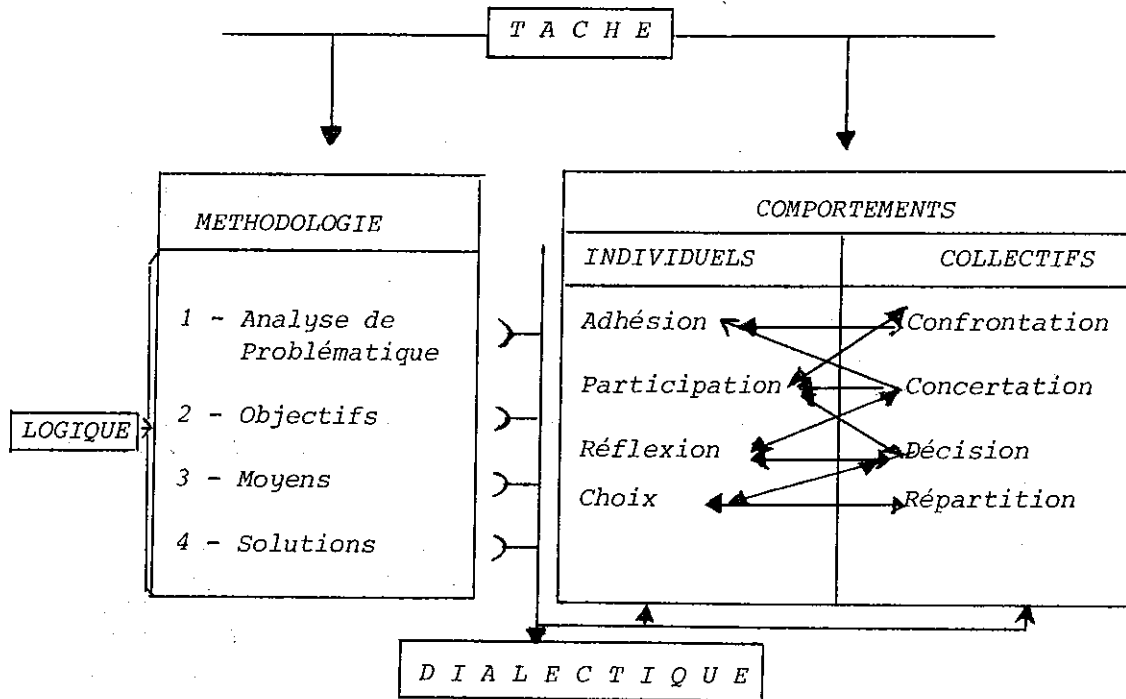 T A C H E
METHODOLOGIE
1 - Analyse de
Problématique
2 - Objectifs
3 - Moyens
4 - Solutions
LOGIQUE
COMPORTEMENTS
INDIVIDUELS COLLECTIFS
Adhésion Confrontation
Participation Concertation
Réflexion Décision
Choix Répartition
D I A L E C T I Q U E